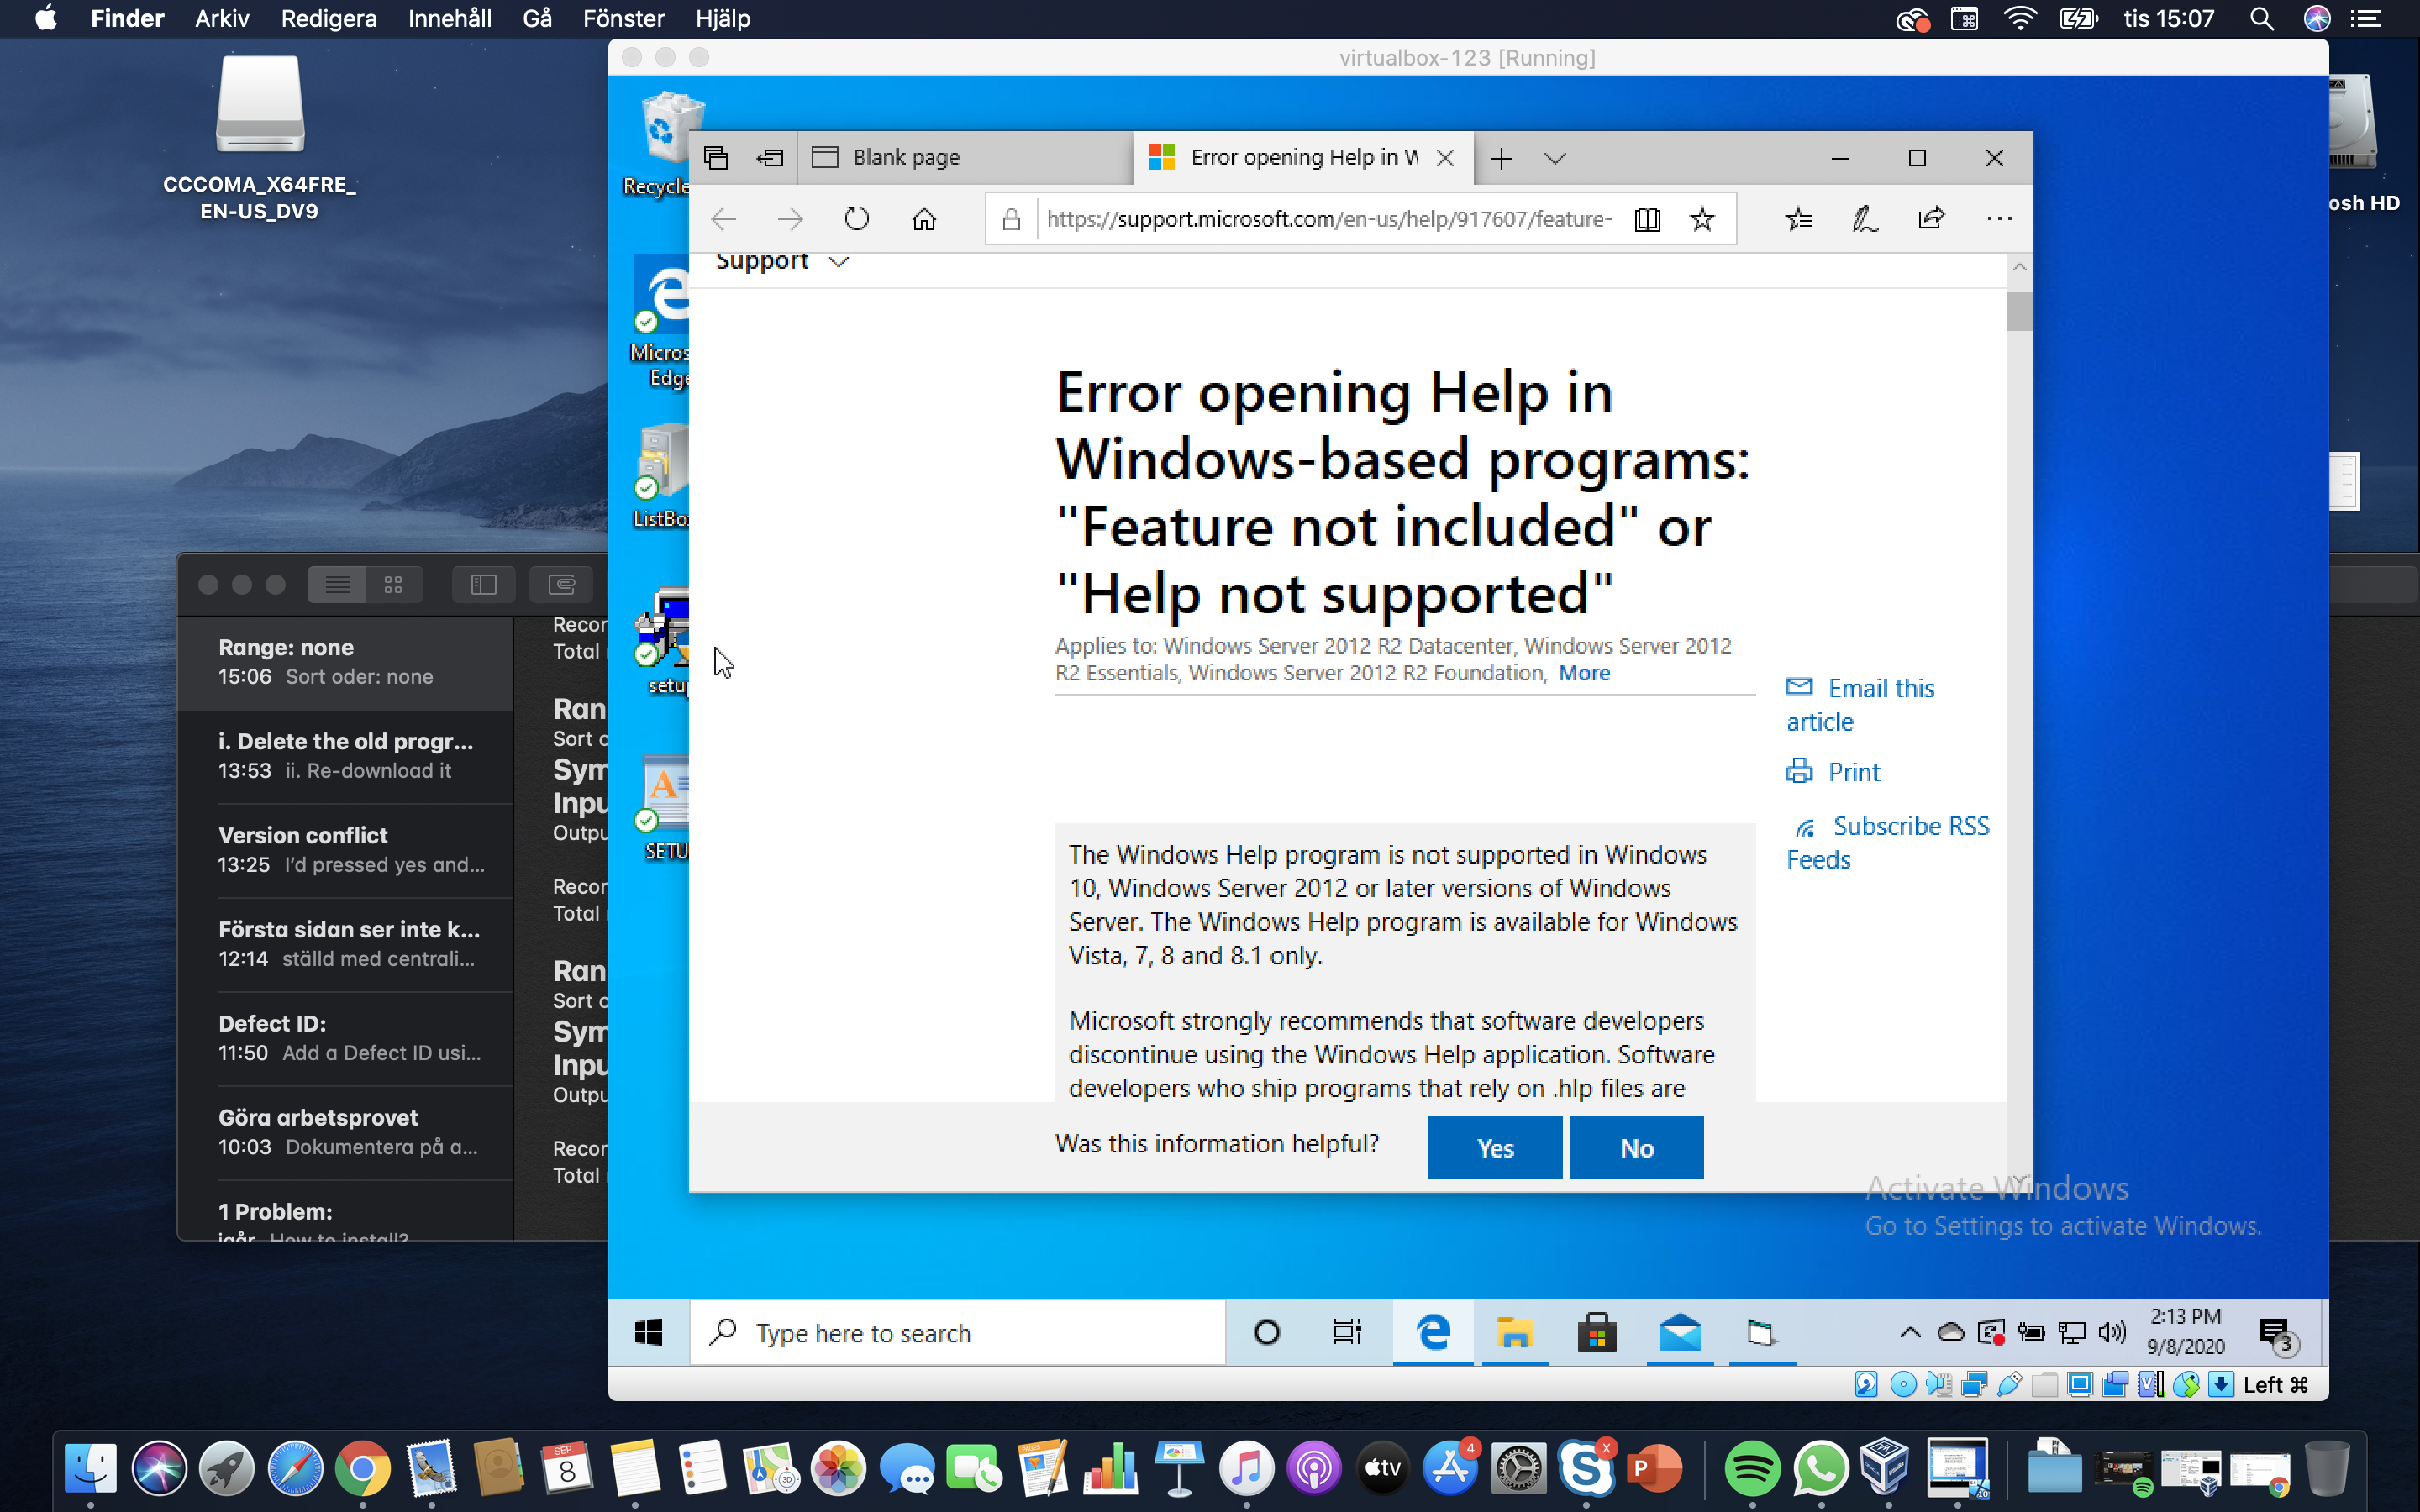 Finder Arkiv Redigera Innehåll Gå Fönster Hjälp
tis 15:07
CCCOMA_X64FRE_
EN-US_DV9
osh HD
virtualbox-123 [Running]
Recycle
Micros
Edge
ListBo
setup
SETU
Blank page
Error opening Help in W
https://support.microsoft.com/en-us/help/917607/feature-
Support
Error opening Help in
Windows-based programs:
"Feature not included" or
"Help not supported"
Applies to: Windows Server 2012 R2 Datacenter, Windows Server 2012
R2 Essentials, Windows Server 2012 R2 Foundation, More
Email this
article
Print
Subscribe RSS
Feeds
The Windows Help program is not supported in Windows
10, Windows Server 2012 or later versions of Windows
Server. The Windows Help program is available for Windows
Vista, 7, 8 and 8.1 only.
Microsoft strongly recommends that software developers
discontinue using the Windows Help application. Software
developers who ship programs that rely on .hlp files are
Was this information helpful?
Yes
No
Activate Windows
Go to Settings to activate Windows.
Range: none
15:06 Sort oder: none
i. Delete the old progr...
13:53 ii. Re-download it
Version conflict
13:25 I'd pressed yes and...
Första sidan ser inte k...
12:14 ställd med centrali...
Defect ID:
11:50 Add a Defect ID usi...
Göra arbetsprovet
10:03 Dokumentera på a...
1 Problem:
igår How to install?
Recor
Total
Ran
Sort o
Sym
Inpu
Outpu
Recor
Total
Ran
Sort o
Sym
Inpu
Outpu
Recor
Total
Type here to search
2:13 PM
9/8/2020
3
Left ⌘
SEP.
8
PAGES
3D
tv
4
S
X
P
10